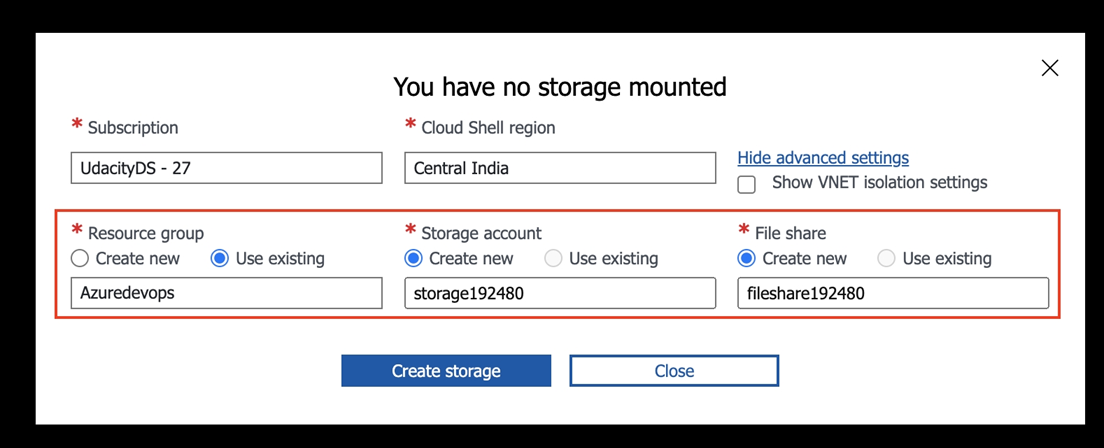 You have no storage mounted
* Subscription
* Cloud Shell region
UdacityDS - 27
Central India
Hide advanced settings
Show VNET isolation settings
* Resource group
* Storage account
* File share
Create new Use existing
Create new Use existing
Create new Use existing
Azuredevops
storage192480
fileshare192480
Create storage
Close